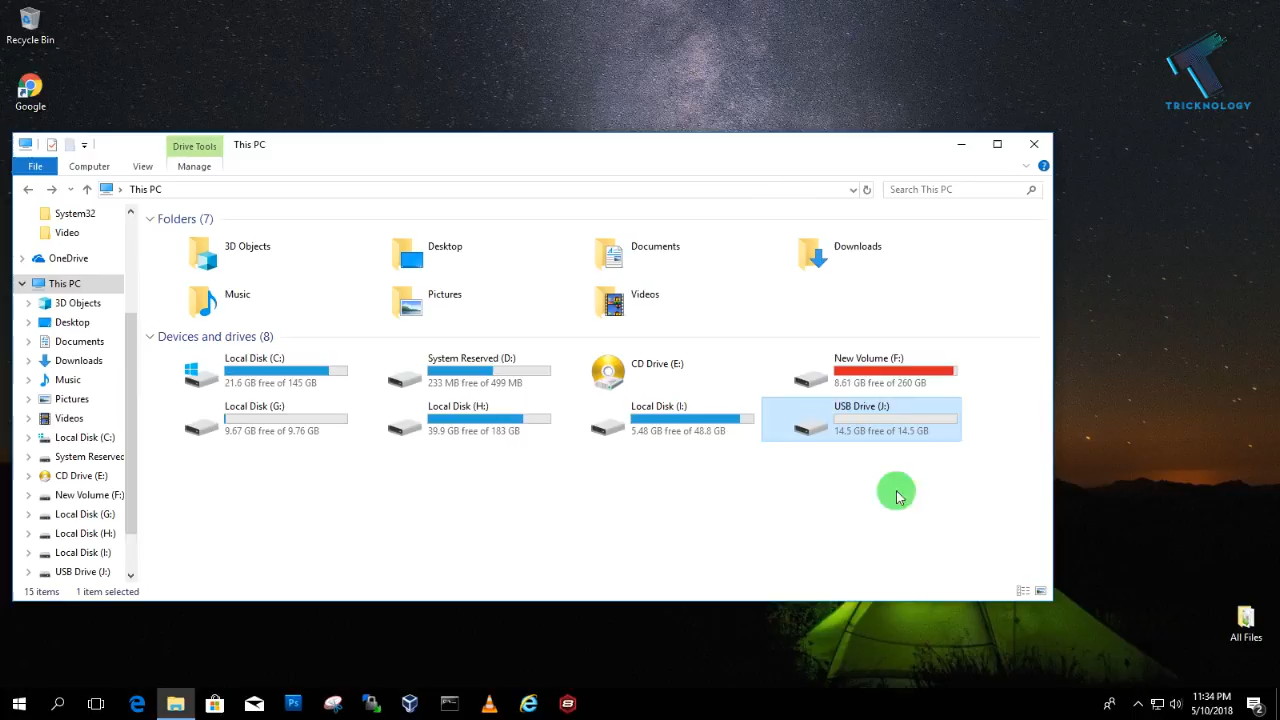 Recycle Bin
Google
TRICKNOLOGY
Drive Tools
This PC
File
Computer
View
Manage
This PC
Search This PC
System32
Video
OneDrive
This PC
3D Objects
Desktop
Documents
Downloads
Music
Pictures
Videos
Local Disk (C:)
System Reserved
CD Drive (E:)
New Volume (F:)
Local Disk (G:)
Local Disk (H:)
Local Disk (I:)
USB Drive (J:)
Folders (7)
3D Objects
Desktop
Documents
Downloads
Music
Pictures
Videos
Devices and drives (8)
Local Disk (C:)
21.6 GB free of 145 GB
System Reserved (D:)
233 MB free of 499 MB
CD Drive (E:)
New Volume (F:)
8.61 GB free of 260 GB
Local Disk (G:)
9.67 GB free of 9.76 GB
Local Disk (H:)
39.9 GB free of 183 GB
Local Disk (I:)
5.48 GB free of 48.8 GB
USB Drive (J:)
14.5 GB free of 14.5 GB
15 items
1 item selected
All Files
Ps
11:34 PM
5/10/2018
2